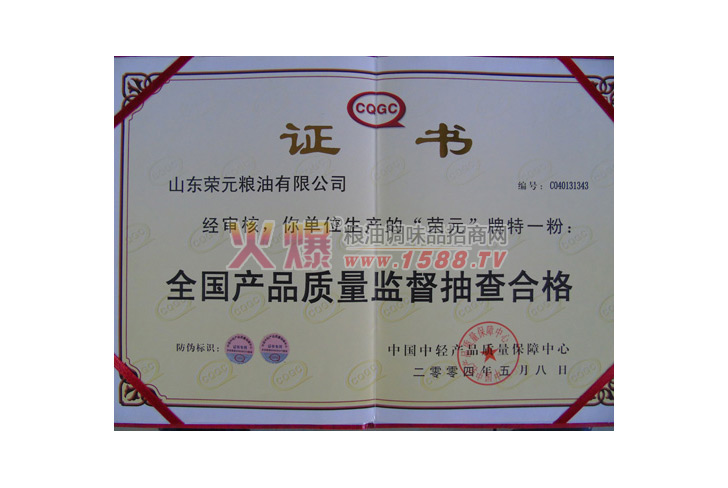 CQGC
证 书
山东荣元粮油有限公司
编号：C040131343
经审核，你单位生产的“荣元”牌特一粉：
火爆 粮油调味品招商网
www.1588.TV
全国产品质量监督抽查合格
防伪标识：
中国中轻产品质量保障中心
二零零四年五月八日